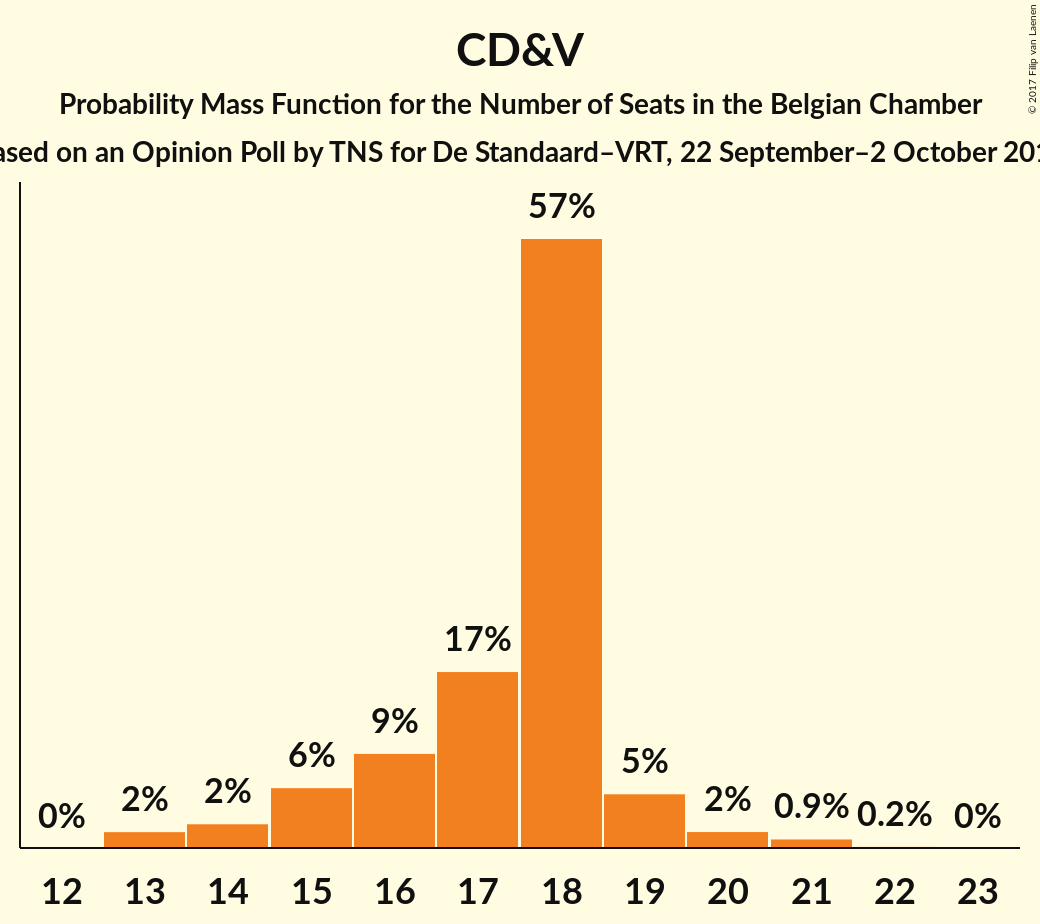 CD&V
Probability Mass Function for the Number of Seats in the Belgian Chamber
on an Opinion Poll by TNS for De Standaard–VRT, 22 September–2 October
© 2017 Filip van Laenen
57%
17%
9%
6%
5%
2%
2%
2%
0.9%
0.2%
0%
0%
12 13 14 15 16 17 18 19 20 21 22 23